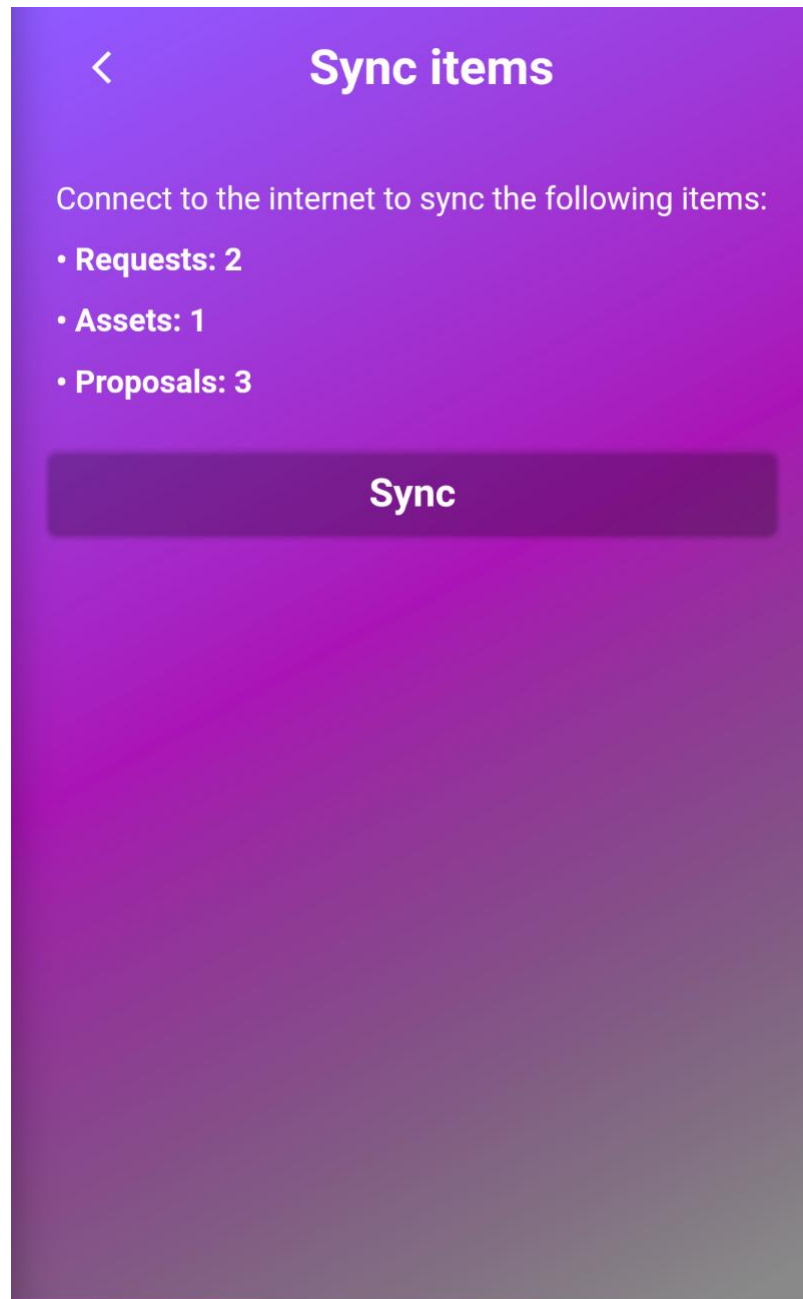 Sync items
Connect to the internet to sync the following items:
• Requests: 2
• Assets: 1
• Proposals: 3
Sync